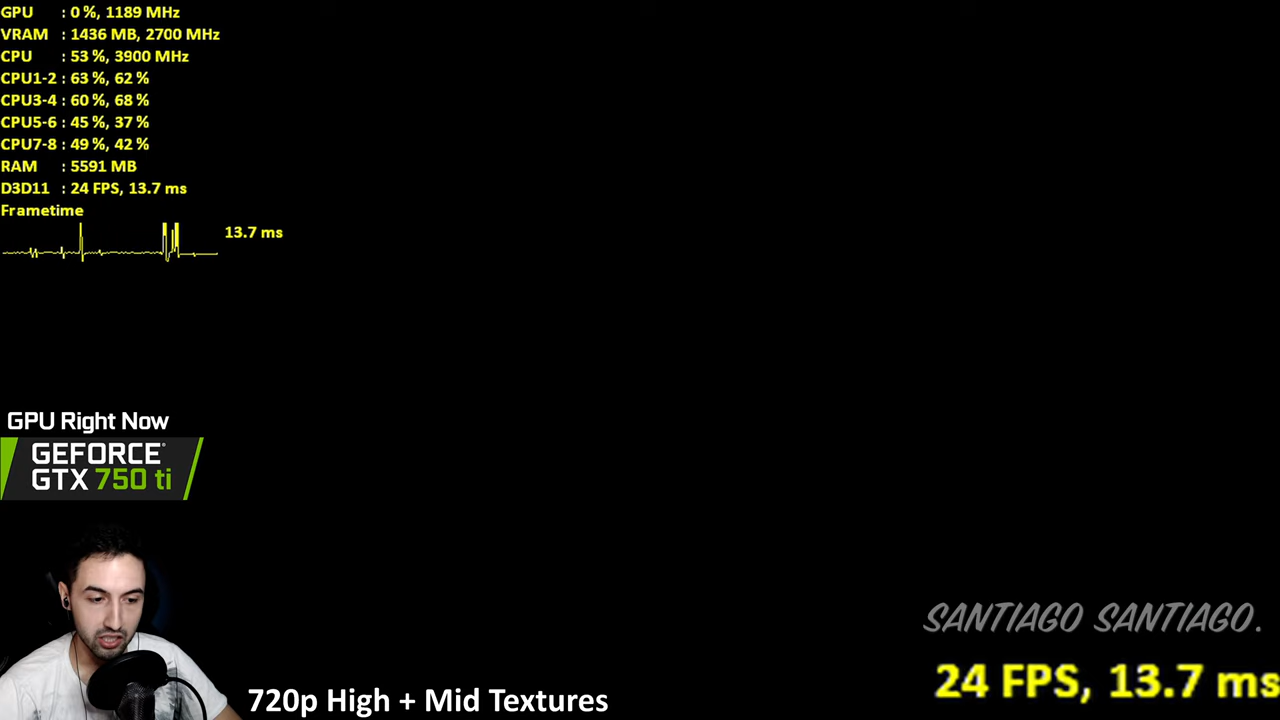 GPU : 0 %, 1189 MHz
VRAM : 1436 MB, 2700 MHz
CPU : 53 %, 3900 MHz
CPU1-2 : 63 %, 62 %
CPU3-4 : 60 %, 68 %
CPU5-6 : 45 %, 37 %
CPU7-8 : 49 %, 42 %
RAM : 5591 MB
D3D11 : 24 FPS, 13.7 ms
Frametime
13.7 ms
GPU Right Now
GEFORCE®
GTX 750 ti
SANTIAGO SANTIAGO.
24 FPS, 13.7 ms
720p High + Mid Textures